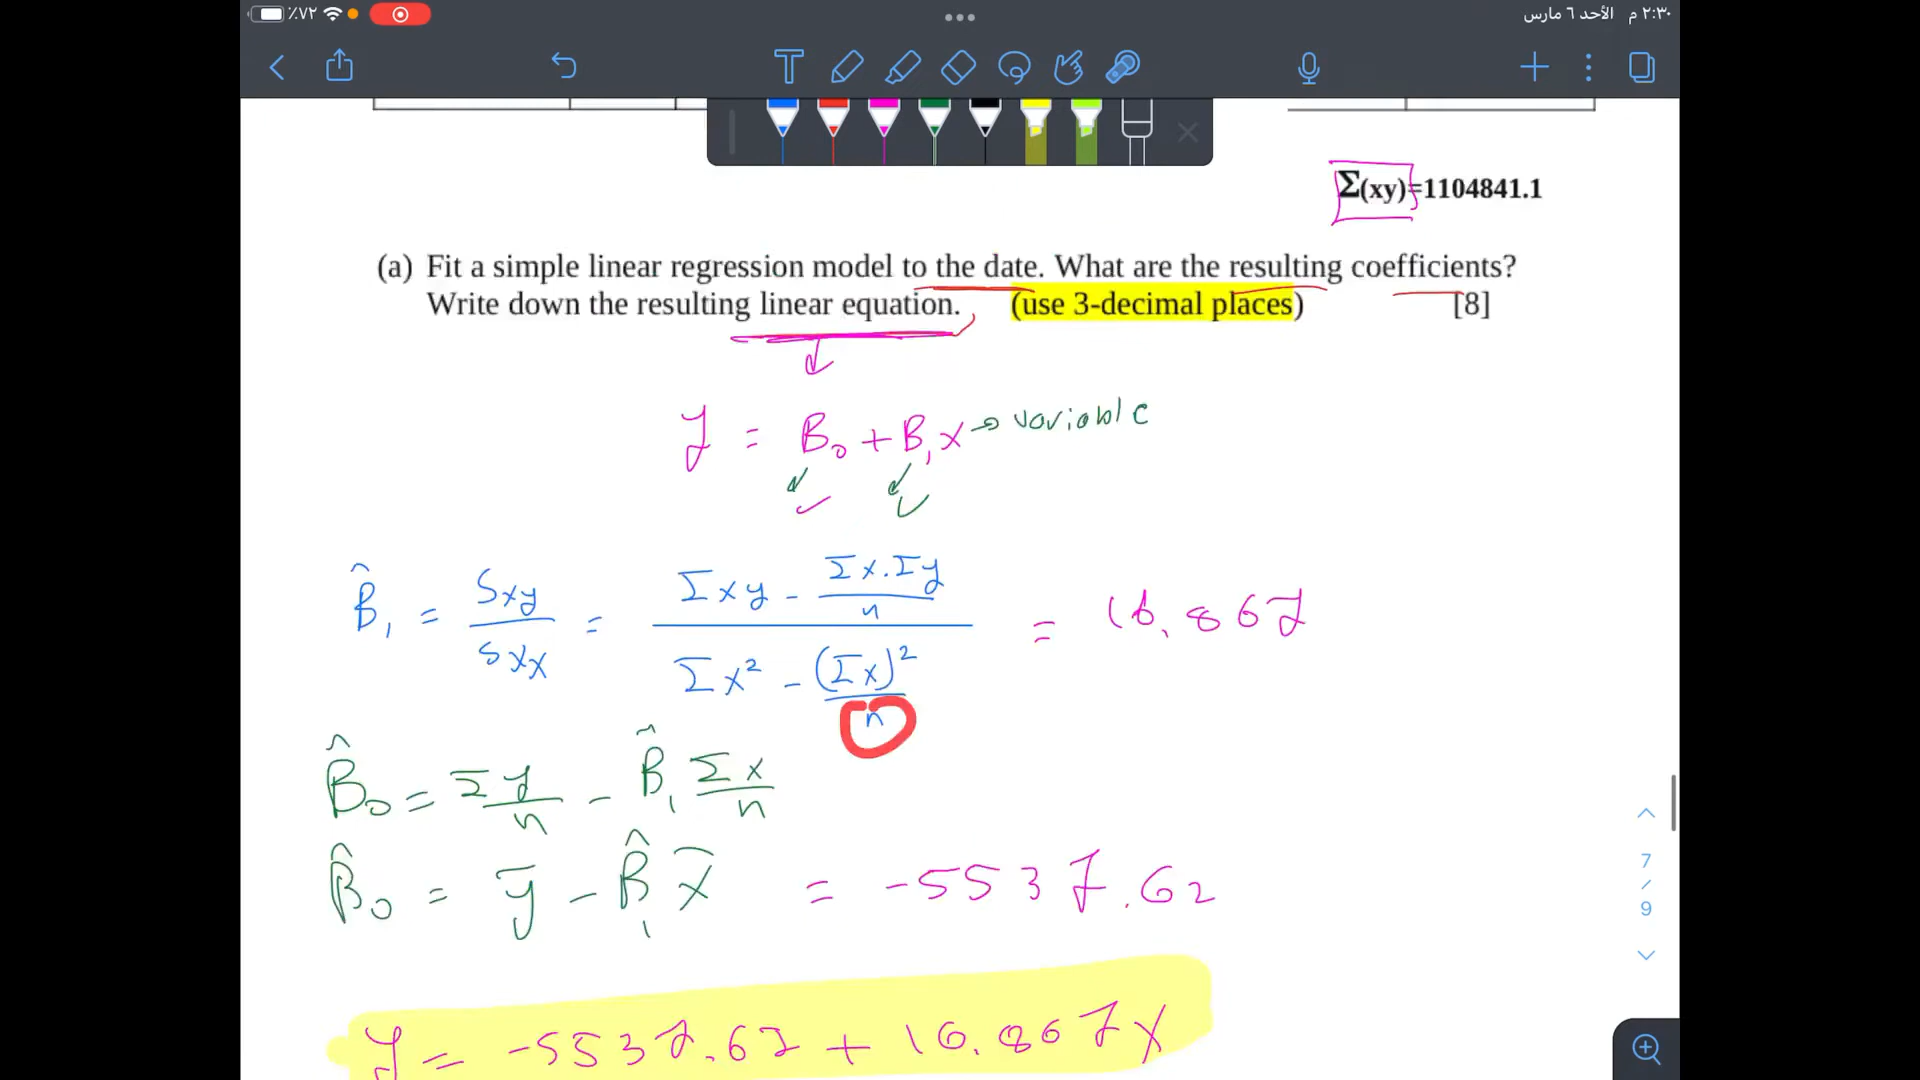 ٪٧٢ الأحد ٦ مارس ٢:٣٠ م
Σ(xy)=1104841.1
(a) Fit a simple linear regression model to the date. What are the resulting coefficients?
Write down the resulting linear equation. (use 3-decimal places) [8]
y = B₀ + B₁x → variable
B̂₁ = Sxy/Sxx = (Σxy - Σx.Σy/n)/(Σx² - (Σx)²/n) = 16.867
B̂₀ = Σy/n - B̂₁ Σx/n
B̂₀ = ȳ - B̂₁ x̄ = -5537.62
y = -5537.62 + 16.867x
7
/
9